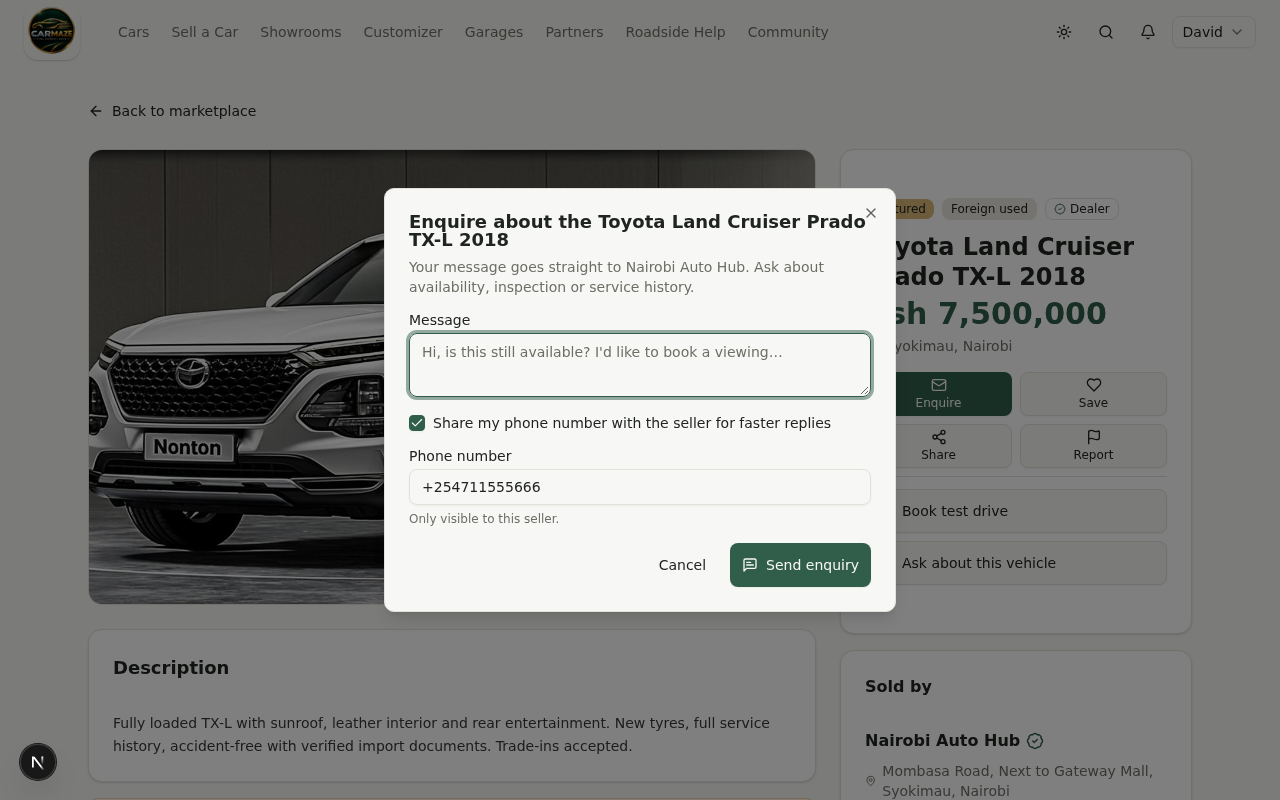 CARMAZE
Cars
Sell a Car
Showrooms
Customizer
Garages
Partners
Roadside Help
Community
David
Back to marketplace
Nonton
Enquire about the Toyota Land Cruiser Prado
TX-L 2018
Your message goes straight to Nairobi Auto Hub. Ask about
availability, inspection or service history.
Message
Hi, is this still available? I'd like to book a viewing…
Share my phone number with the seller for faster replies
Phone number
+254711555666
Only visible to this seller.
Cancel
Send enquiry
tured
Foreign used
Dealer
yota Land Cruiser
ado TX-L 2018
sh 7,500,000
yokimau, Nairobi
Enquire
Save
Share
Report
Book test drive
Ask about this vehicle
Description
Fully loaded TX-L with sunroof, leather interior and rear entertainment. New tyres, full service
history, accident-free with verified import documents. Trade-ins accepted.
Sold by
Nairobi Auto Hub
Mombasa Road, Next to Gateway Mall,
Syokimau, Nairobi
N